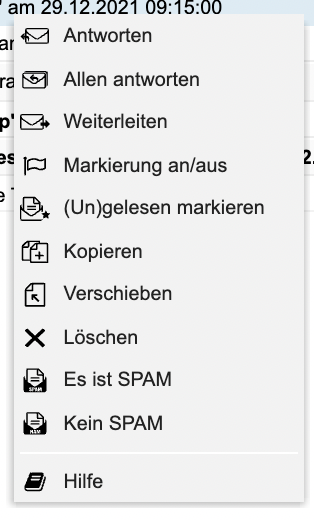 " am 29.12.2021 09:15:00
Antworten
Allen antworten
Weiterleiten
Markierung an/aus
(Un)gelesen markieren
Kopieren
Verschieben
Löschen
SPAM Es ist SPAM
HAM Kein SPAM
Hilfe